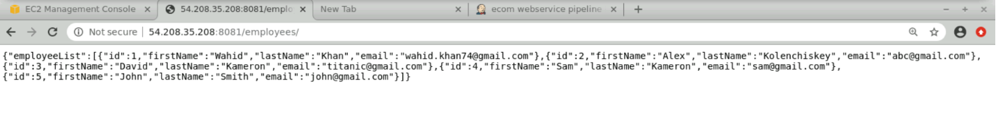 EC2 Management Console
54.208.35.208:8081/emplo
New Tab
ecom webservice pipeline
Not secure
54.208.35.208:8081/employees/
{"employeeList":[{"id":1,"firstName":"Wahid","lastName":"Khan","email":"wahid.khan74@gmail.com"},{"id":2,"firstName":"Alex","lastName":"Kolenchiskey","email":"abc@gmail.com"},
{"id":3,"firstName":"David","lastName":"Kameron","email":"titanic@gmail.com"},{"id":4,"firstName":"Sam","lastName":"Kameron","email":"sam@gmail.com"},
{"id":5,"firstName":"John","lastName":"Smith","email":"john@gmail.com"}]}